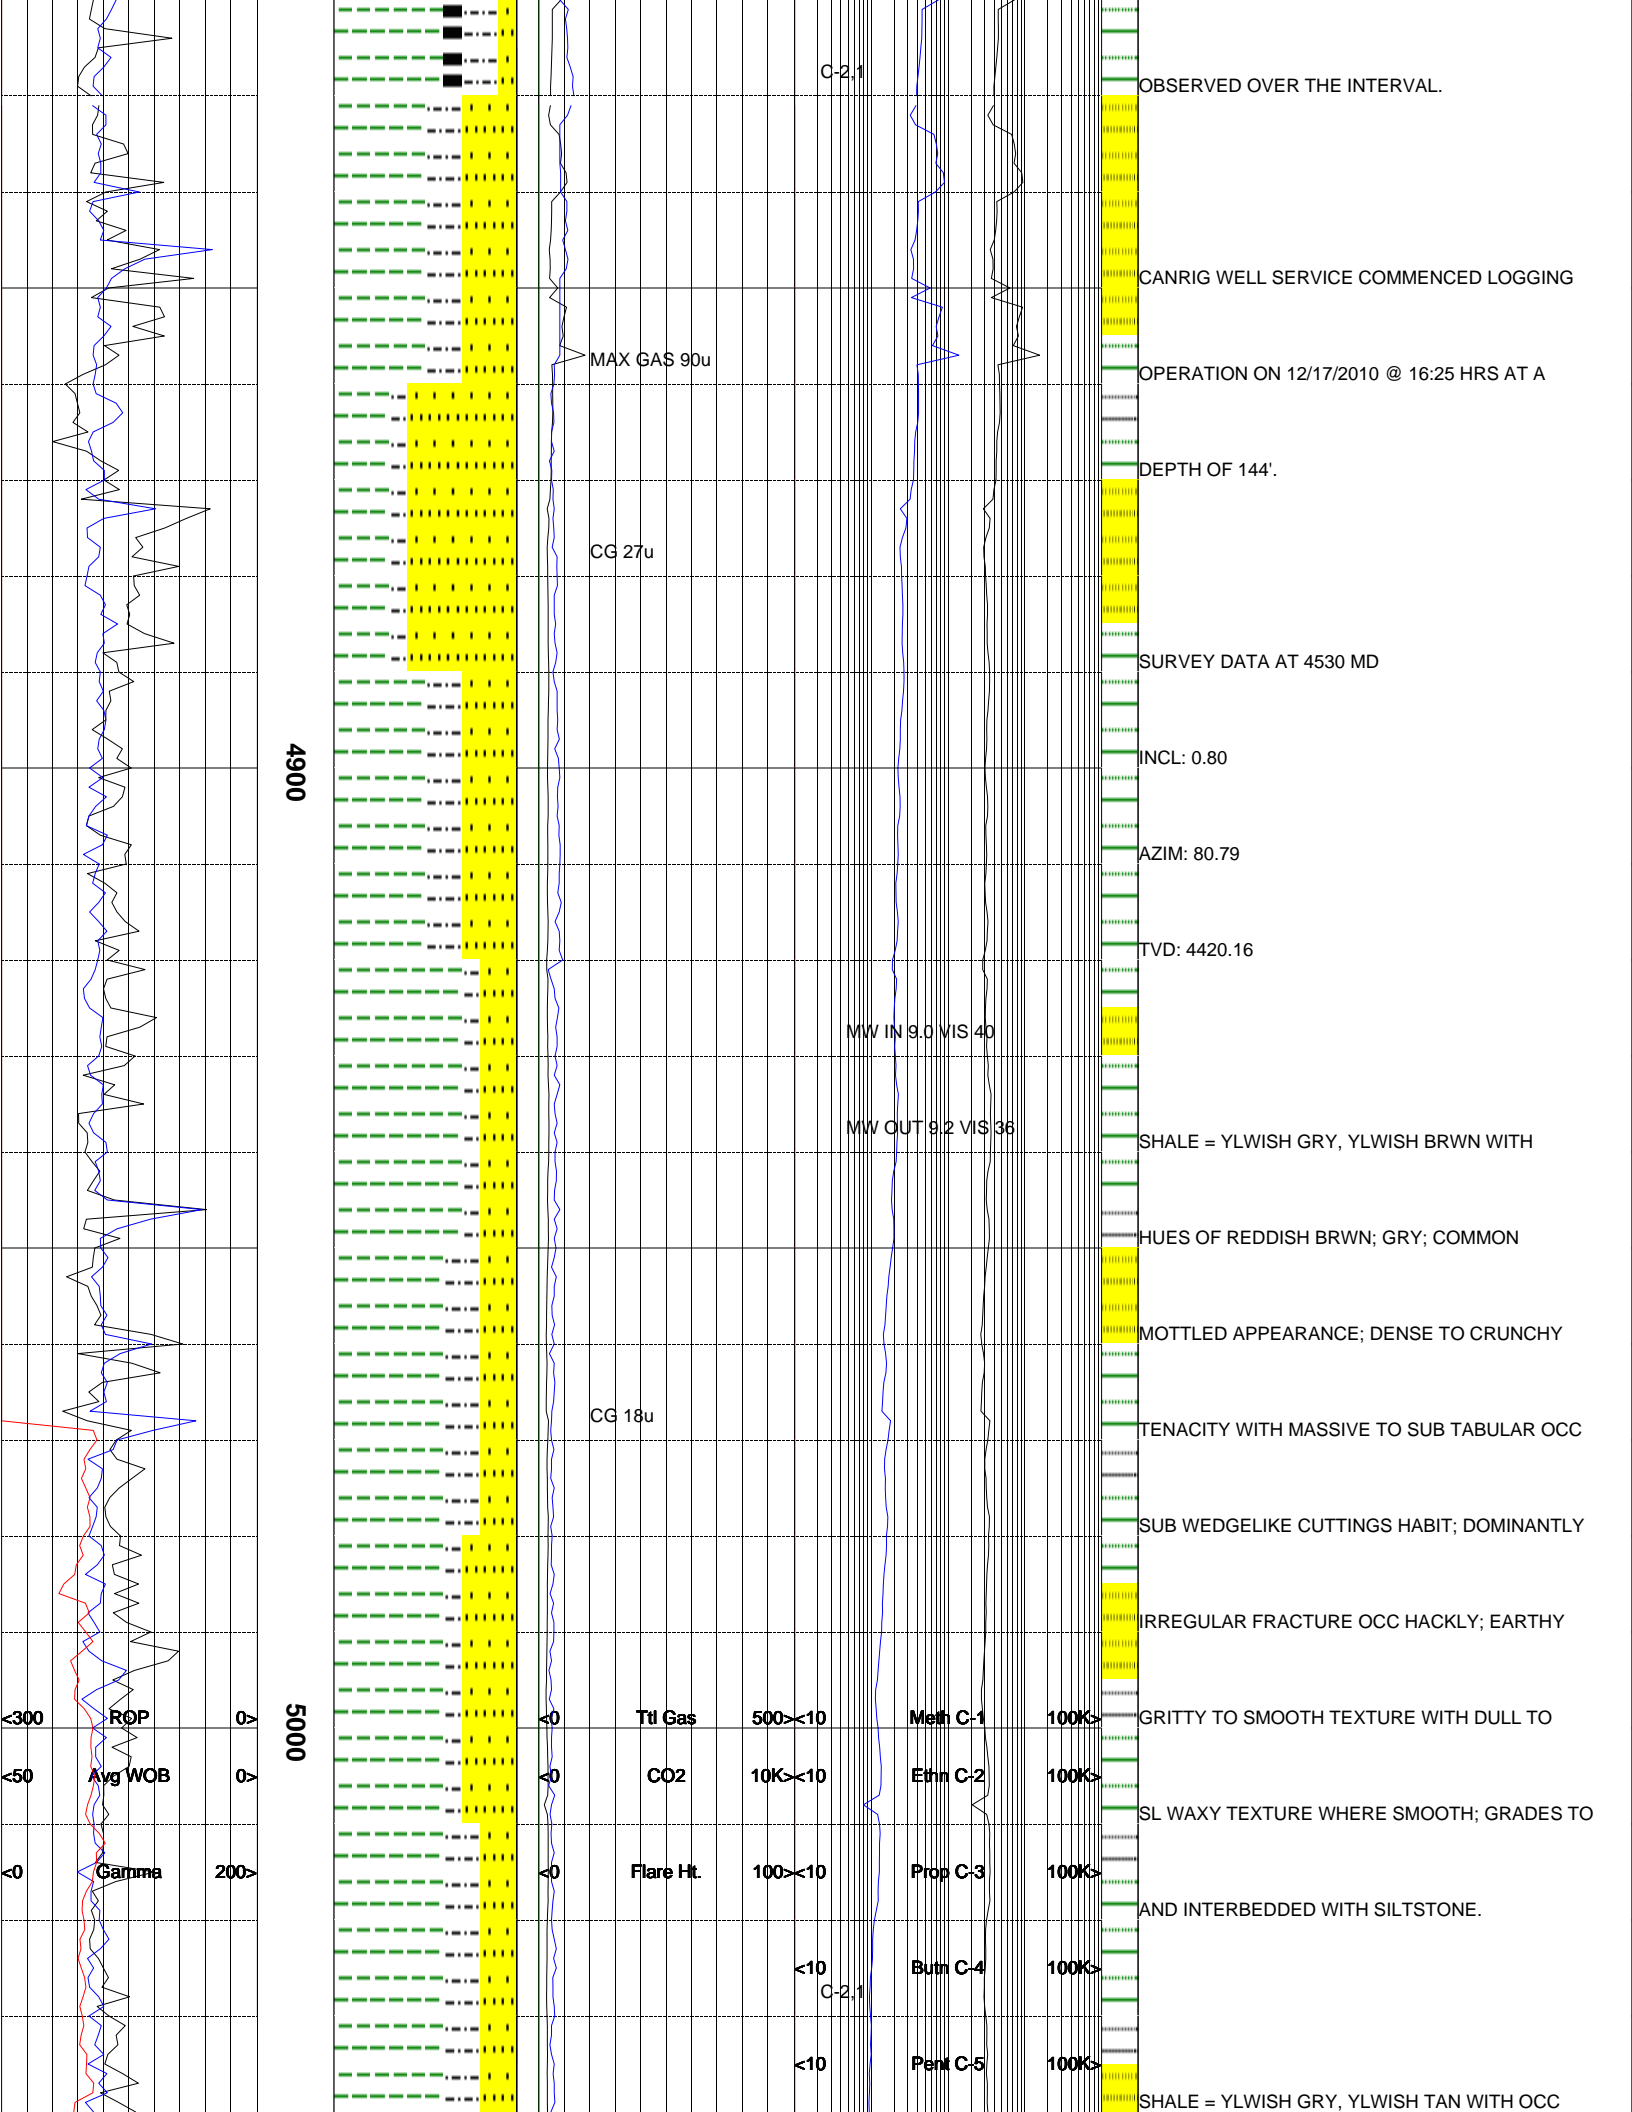 C-2,1
OBSERVED OVER THE INTERVAL.
CANRIG WELL SERVICE COMMENCED LOGGING
MAX GAS 90u
OPERATION ON 12/17/2010 @ 16:25 HRS AT A
DEPTH OF 144'.
CG 27u
SURVEY DATA AT 4530 MD
4900
INCL: 0.80
AZIM: 80.79
TVD: 4420.16
MW IN 9.0 VIS 40
MW OUT 9.2 VIS 36
SHALE = YLWISH GRY, YLWISH BRWN WITH
HUES OF REDDISH BRWN; GRY; COMMON
MOTTLED APPEARANCE; DENSE TO CRUNCHY
CG 18u
TENACITY WITH MASSIVE TO SUB TABULAR OCC
SUB WEDGELIKE CUTTINGS HABIT; DOMINANTLY
IRREGULAR FRACTURE OCC HACKLY; EARTHY
5000
<300 ROP 0> <0 Ttl Gas 500> <10 Meth C-1 100K>
GRITTY TO SMOOTH TEXTURE WITH DULL TO
<50 Avg WOB 0> <0 CO2 10K> <10 Ethn C-2 100K>
SL WAXY TEXTURE WHERE SMOOTH; GRADES TO
<0 Gamma 200> <0 Flare Ht. 100> <10 Prop C-3 100K>
AND INTERBEDDED WITH SILTSTONE.
<10 Butn C-4 100K>
C-2,1
<10 Pent C-5 100K>
SHALE = YLWISH GRY, YLWISH TAN WITH OCC